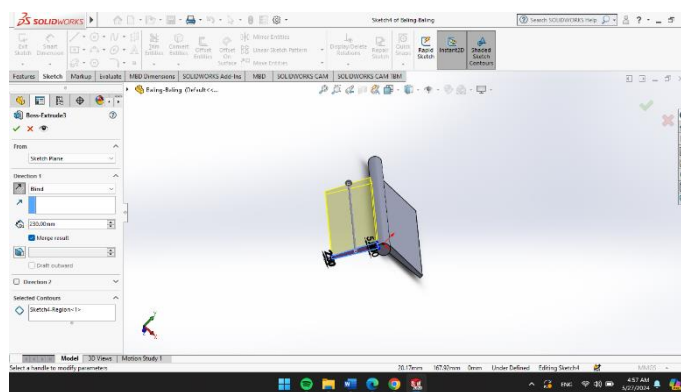 SOLIDWORKS
Sketch4 of Baling-Baling
Search SOLIDWORKS Help
Exit Sketch
Smart Dimension
Trim Entities
Convert Entities
Offset Entities
Offset On Surface
Mirror Entities
Linear Sketch Pattern
Move Entities
Display/Delete Relations
Repair Sketch
Quick Snaps
Rapid Sketch
Instant2D
Shaded Sketch Contours
Features Sketch Markup Evaluate MBD Dimensions SOLIDWORKS Add-Ins MBD SOLIDWORKS CAM SOLIDWORKS CAM TBM
Baling-Baling (Default<<...
Boss-Extrude3
From
Sketch Plane
Direction 1
Blind
230.00mm
Merge result
Draft outward
Direction 2
Selected Contours
Sketch4-Region<1>
Model 3D Views Motion Study 1
Select a handle to modify parameters
20.17mm 167.92mm 0mm Under Defined Editing Sketch4 MMGS
ENG
4:57 AM
5/27/2024